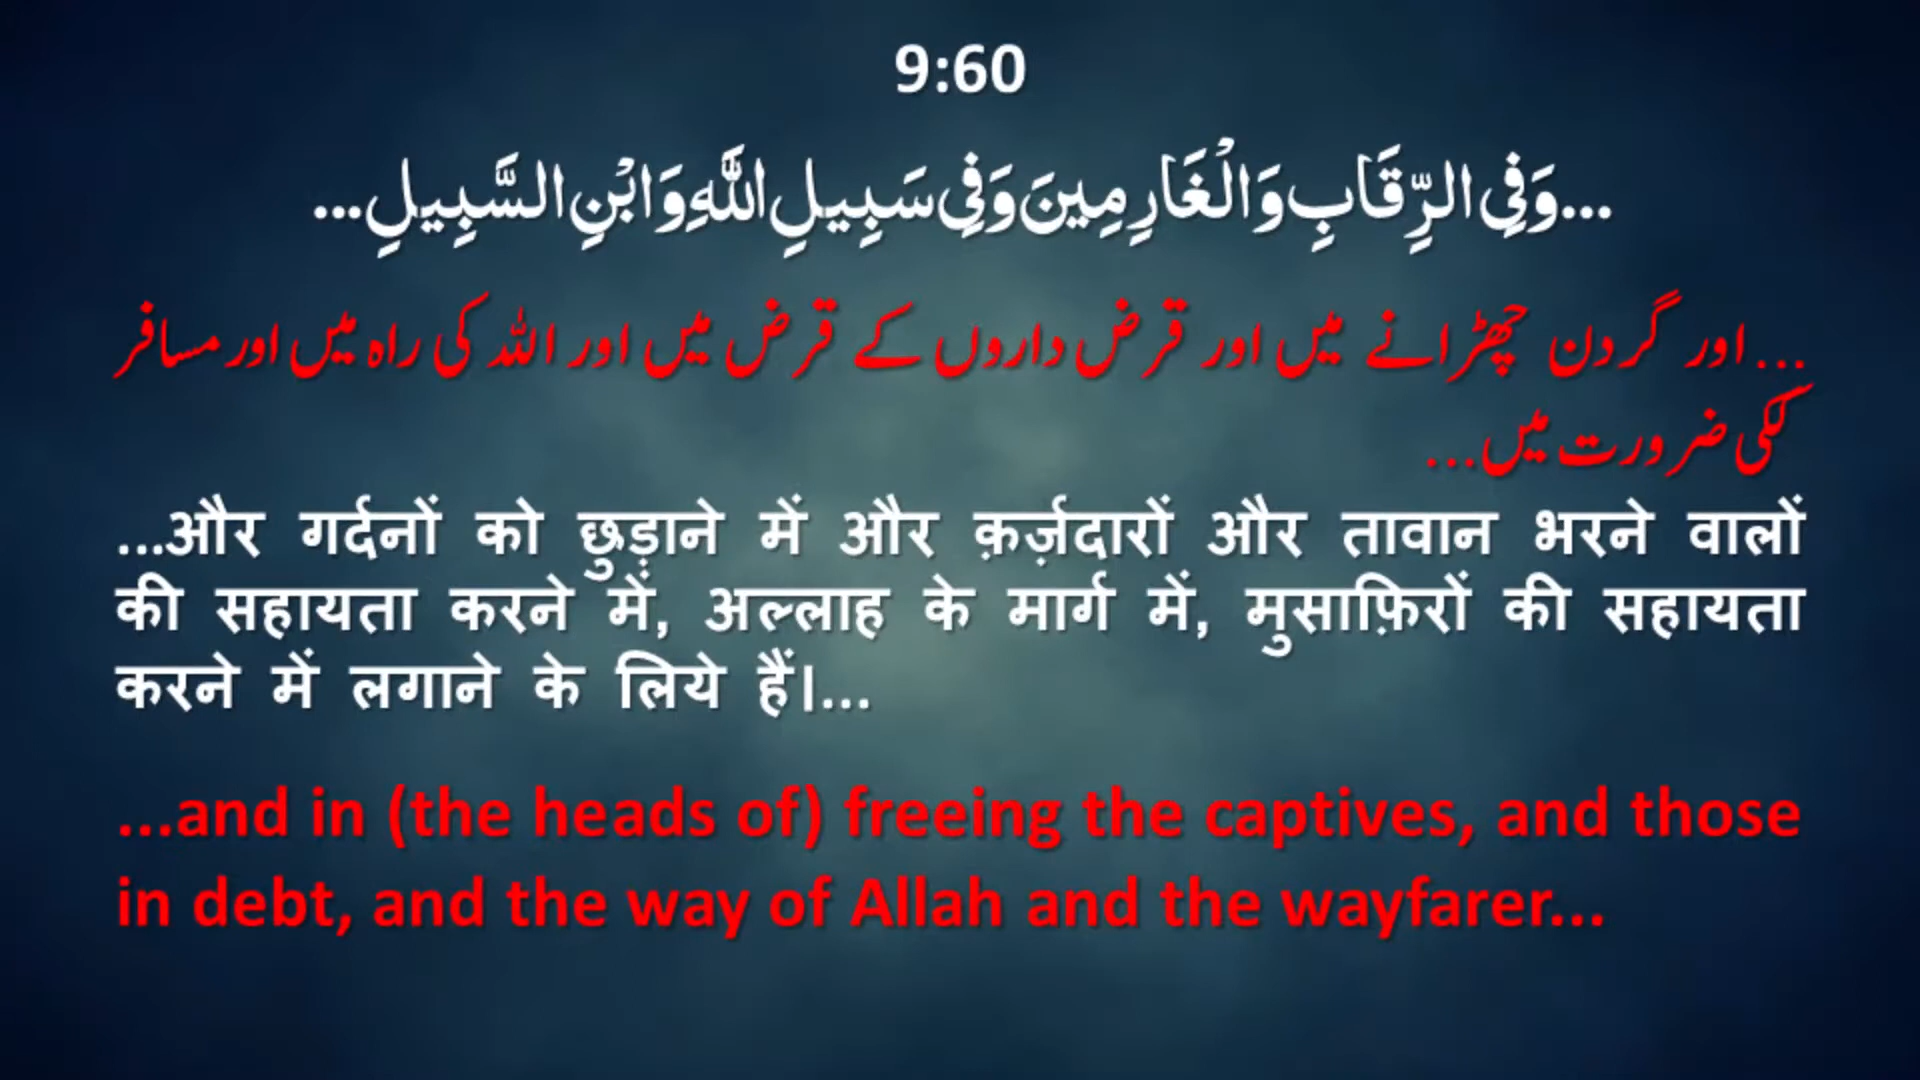 9:60
...وَفِى الرِّقَابِ وَالْغَارِمِينَ وَفِى سَبِيلِ اللَّهِ وَابْنِ السَّبِيلِ...
...اور گردن چھڑانے میں اور قرض داروں کے قرض میں اور اللہ کی راہ میں اور مسافر
ککی ضرورت میں...
...और गर्दनों को छुड़ाने में और क़र्ज़दारों और तावान भरने वालों
की सहायता करने में, अल्लाह के मार्ग में, मुसाफ़िरों की सहायता
करने में लगाने के लिये हैं।...
...and in (the heads of) freeing the captives, and those
in debt, and the way of Allah and the wayfarer...